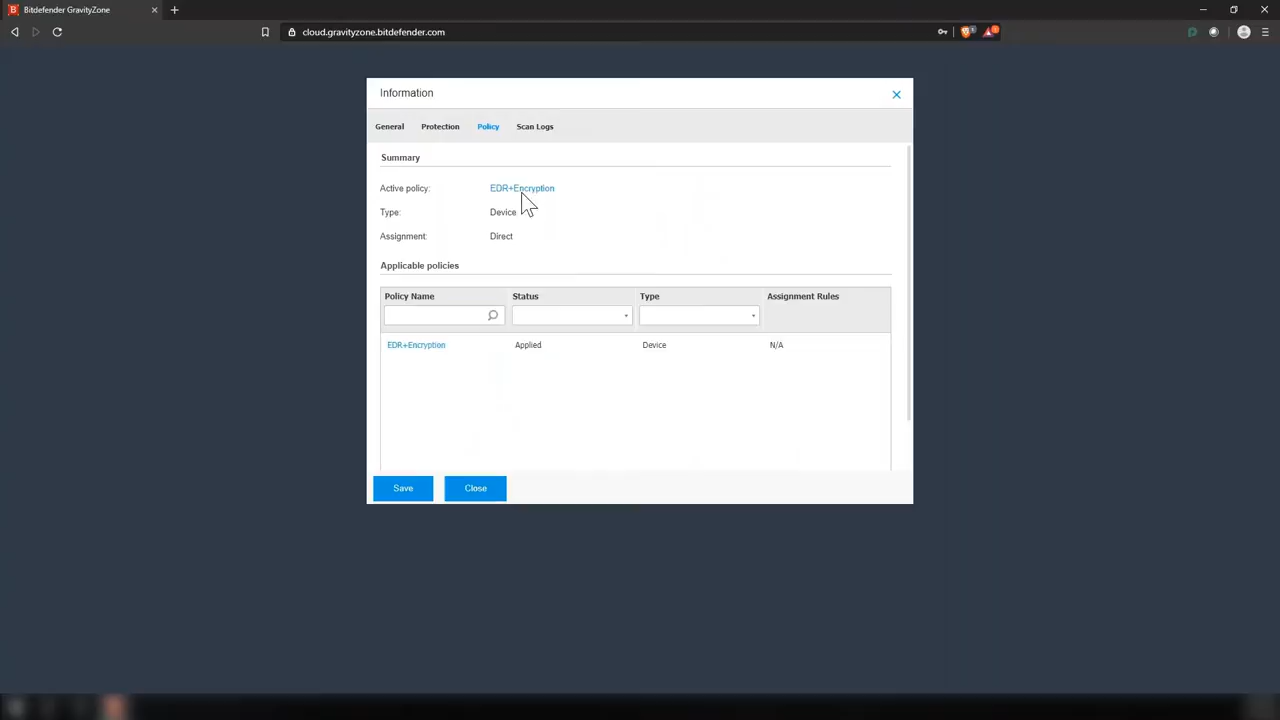 Bitdefender GravityZone
cloud.gravityzone.bitdefender.com
Information
General Protection Policy Scan Logs
Summary
Active policy: EDR+Encryption
Type: Device
Assignment: Direct
Applicable policies
Policy Name Status Type Assignment Rules
EDR+Encryption Applied Device N/A
Save Close